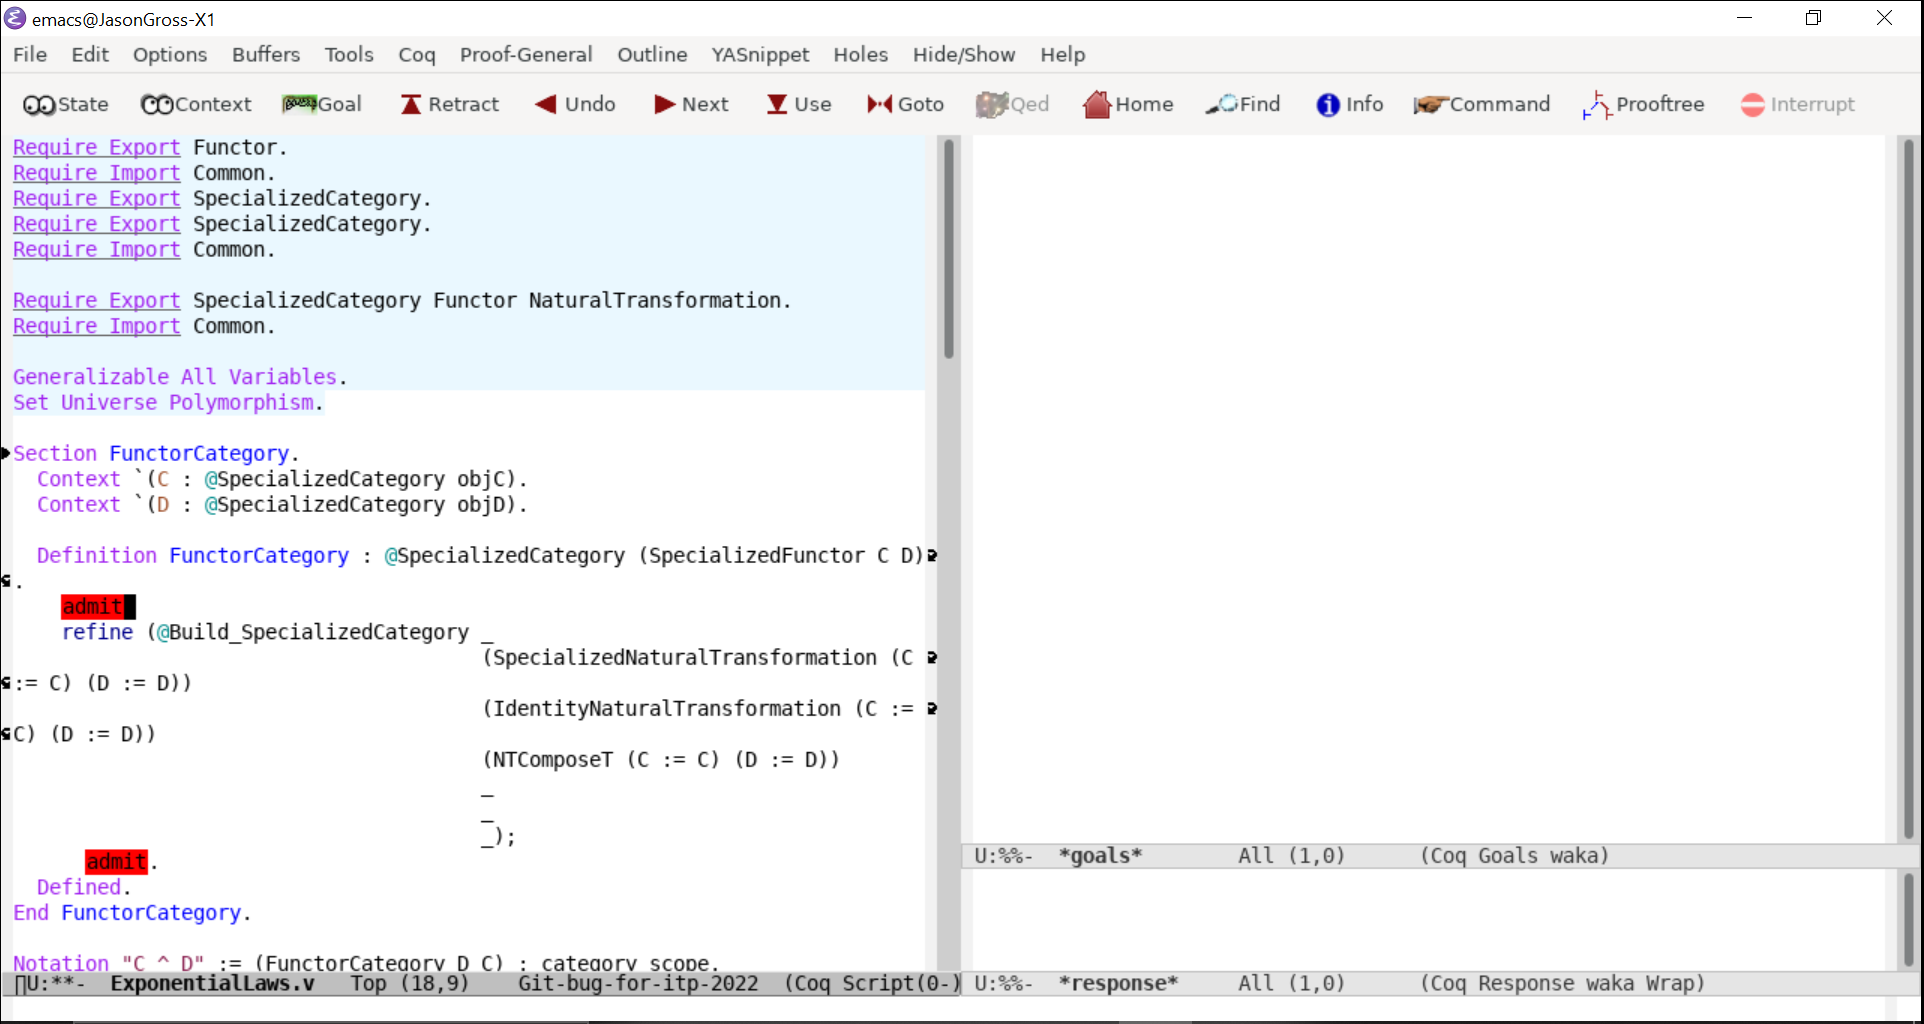 emacs@JasonGross-X1
File Edit Options Buffers Tools Coq Proof-General Outline YASnippet Holes Hide/Show Help
State Context Goal Retract Undo Next Use Goto Qed Home Find Info Command Prooftree Interrupt
Require Export Functor.
Require Import Common.
Require Export SpecializedCategory.
Require Export SpecializedCategory.
Require Import Common.
Require Export SpecializedCategory Functor NaturalTransformation.
Require Import Common.
Generalizable All Variables.
Set Universe Polymorphism.
Section FunctorCategory.
Context `(C : @SpecializedCategory objC).
Context `(D : @SpecializedCategory objD).
Definition FunctorCategory : @SpecializedCategory (SpecializedFunctor C D)
.
admit
refine (@Build_SpecializedCategory _
(SpecializedNaturalTransformation (C
:= C) (D := D))
(IdentityNaturalTransformation (C :=
C) (D := D))
(NTComposeT (C := C) (D := D))
_
_
_);
admit.
Defined.
End FunctorCategory.
Notation "C ^ D" := (FunctorCategory D C) : category_scope.
U:**- ExponentialLaws.v Top (18,9) Git-bug-for-itp-2022 (Coq Script(0-)
U:%%- *goals* All (1,0) (Coq Goals waka)
U:%%- *response* All (1,0) (Coq Response waka Wrap)